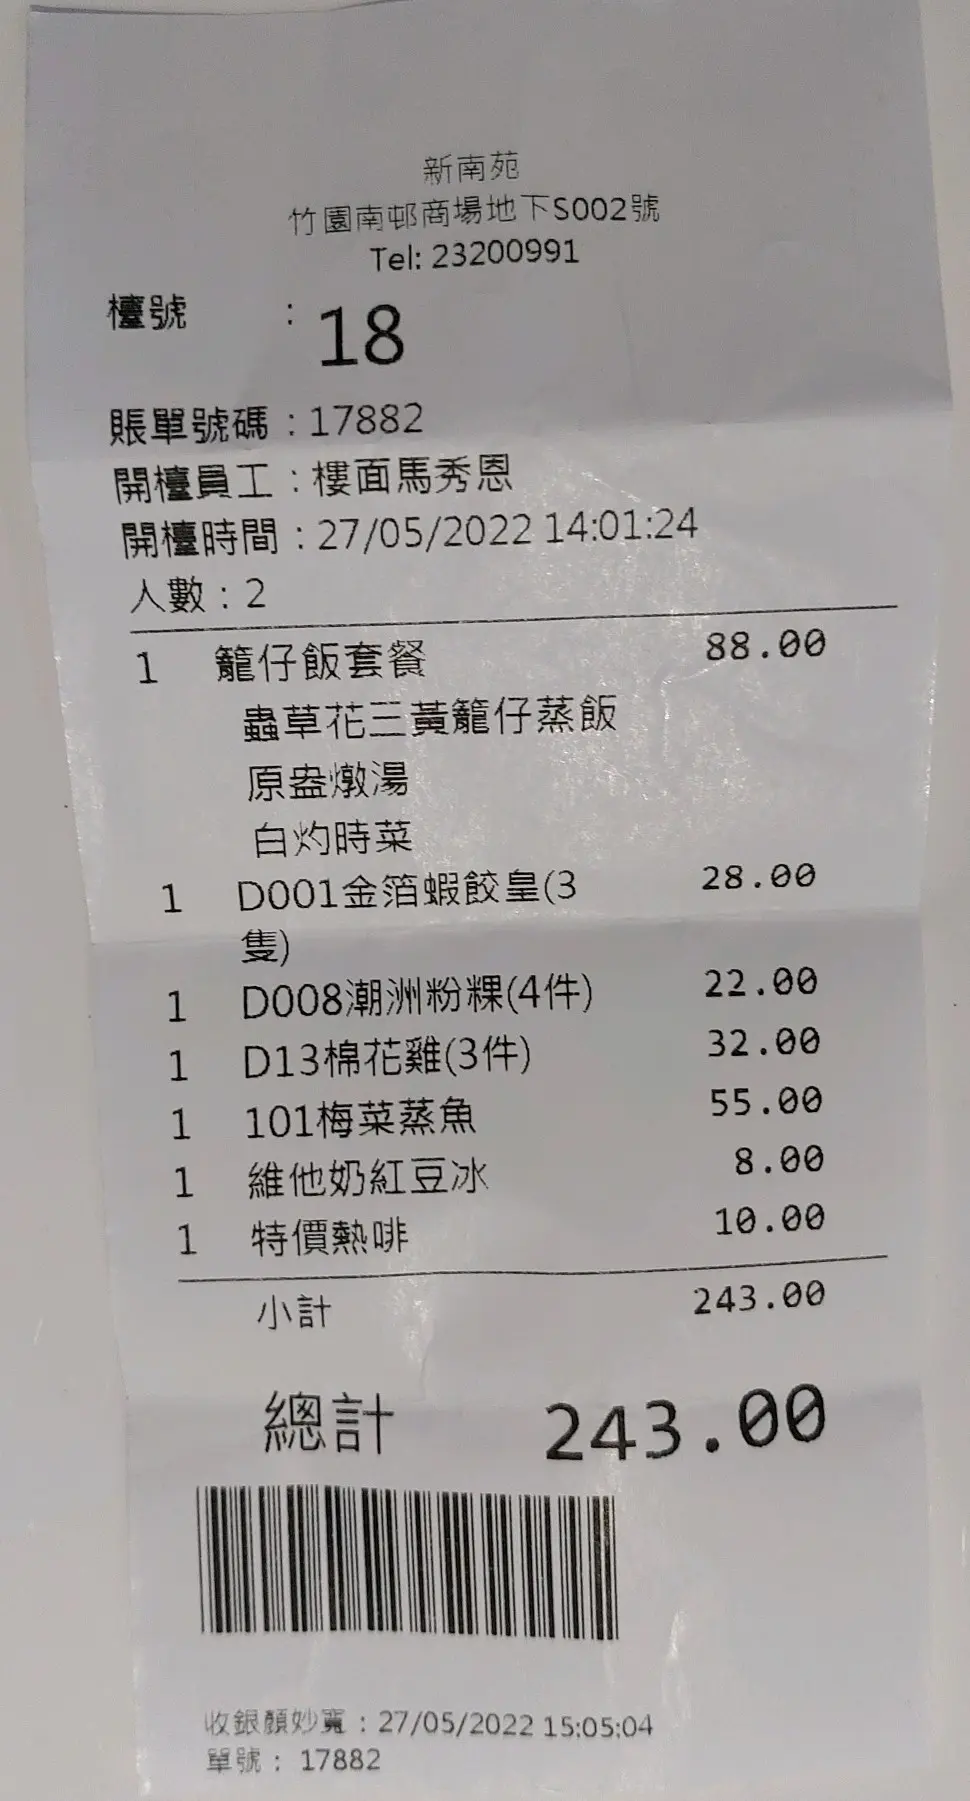 新南苑
竹園南邨商場地下S002號
Tel: 23200991
檯號 : 18
賬單號碼 : 17882
開檯員工 : 樓面馬秀恩
開檯時間 : 27/05/2022 14:01:24
人數 : 2
1 籠仔飯套餐 88.00
蟲草花三黃籠仔蒸飯
原盎燉湯
白灼時菜
1 D001金箔蝦餃皇(3 28.00
隻)
1 D008潮洲粉粿(4件) 22.00
1 D13棉花雞(3件) 32.00
1 101梅菜蒸魚 55.00
1 維他奶紅豆冰 8.00
1 特價熱啡 10.00
小計 243.00
總計 243.00
收銀顏妙寬 : 27/05/2022 15:05:04
單號 : 17882